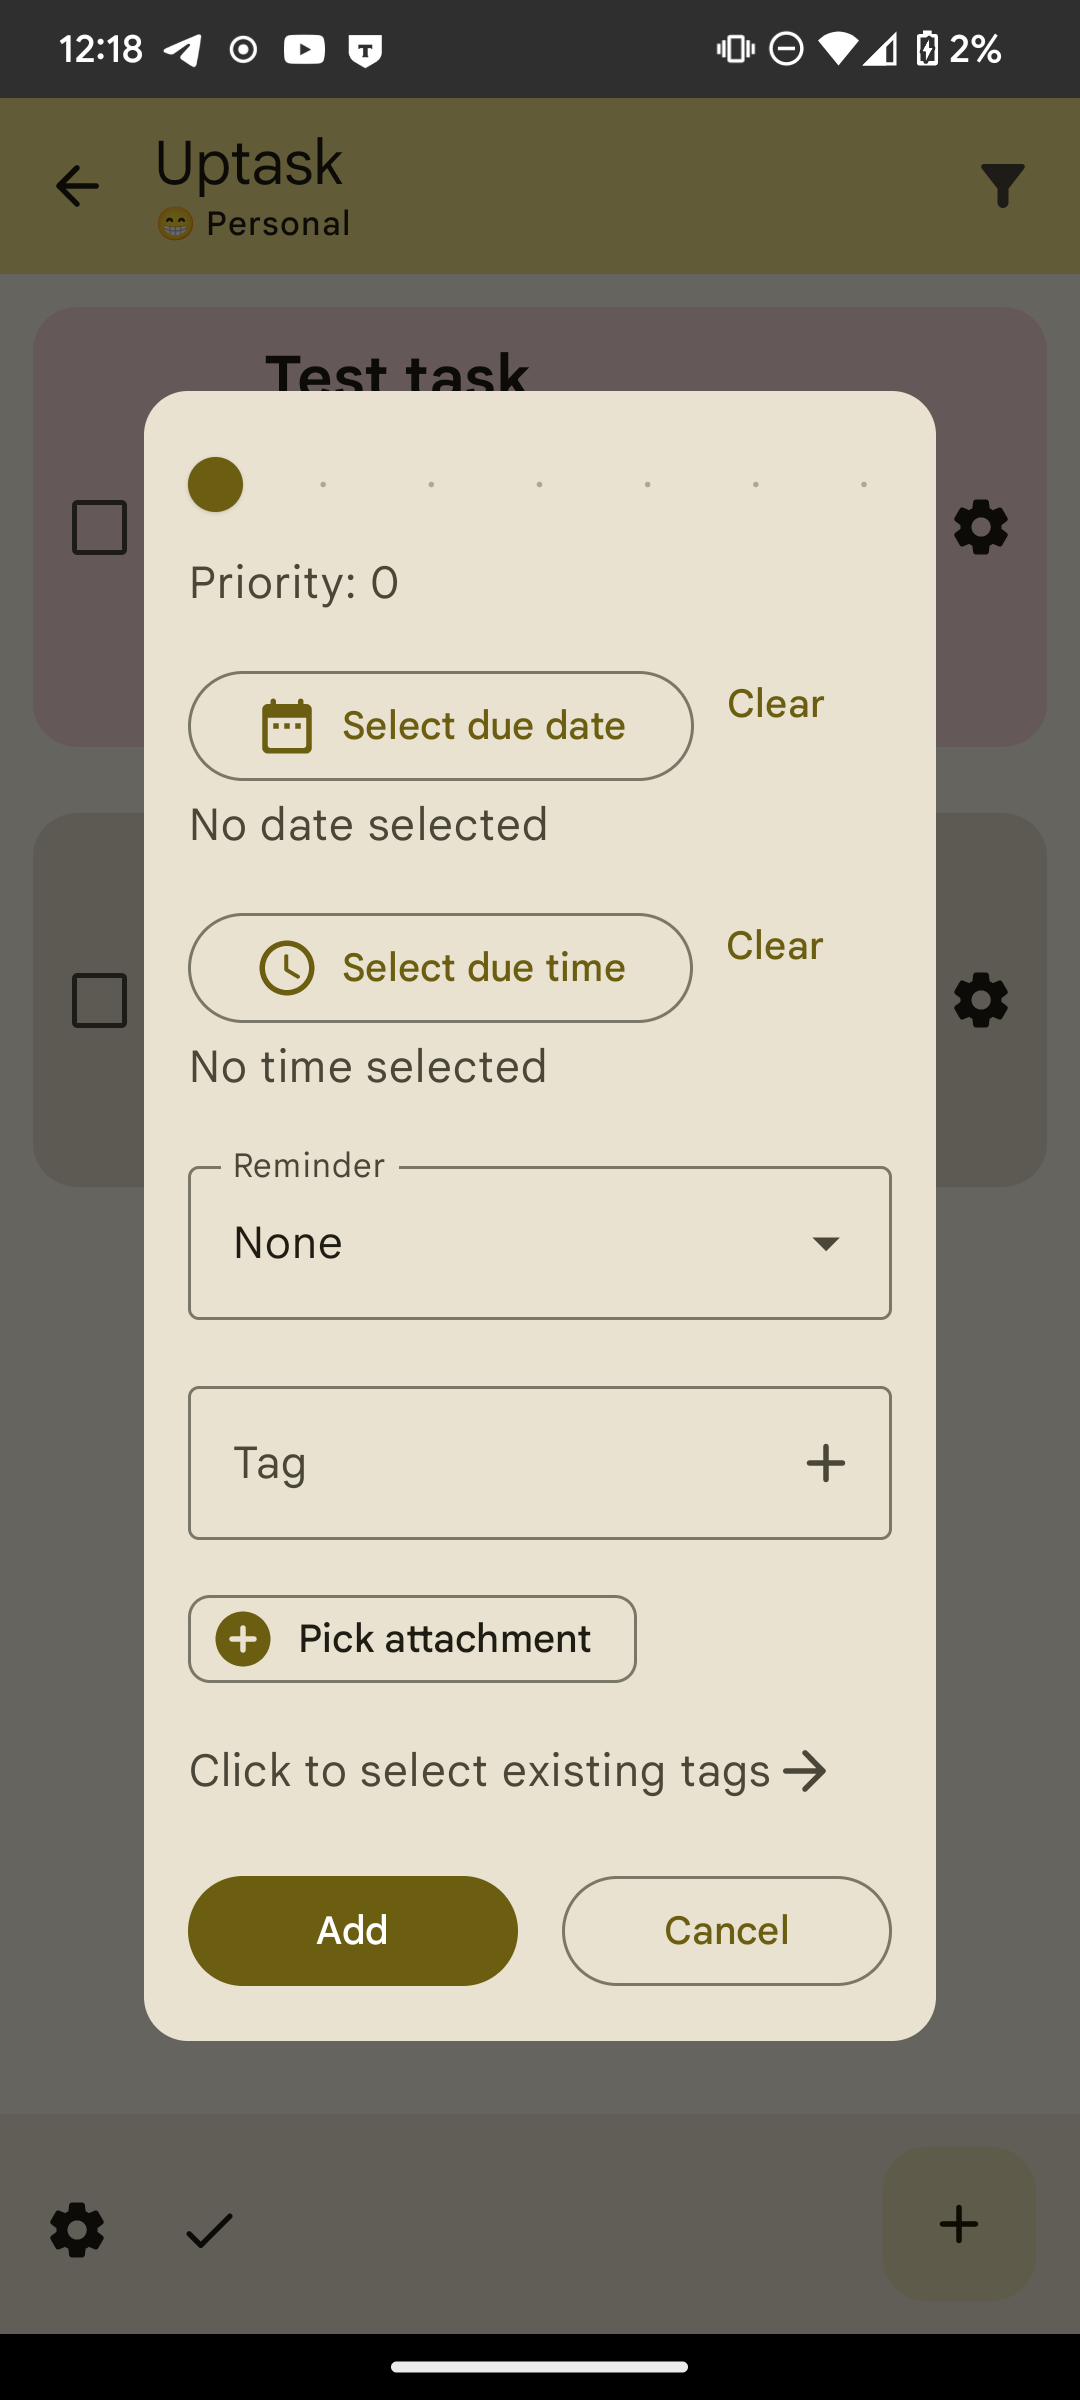 12:18
2%
Uptask
😁 Personal
Test task
Priority: 0
Select due date
Clear
No date selected
Select due time
Clear
No time selected
Reminder
None
Tag
Pick attachment
Click to select existing tags
Add
Cancel